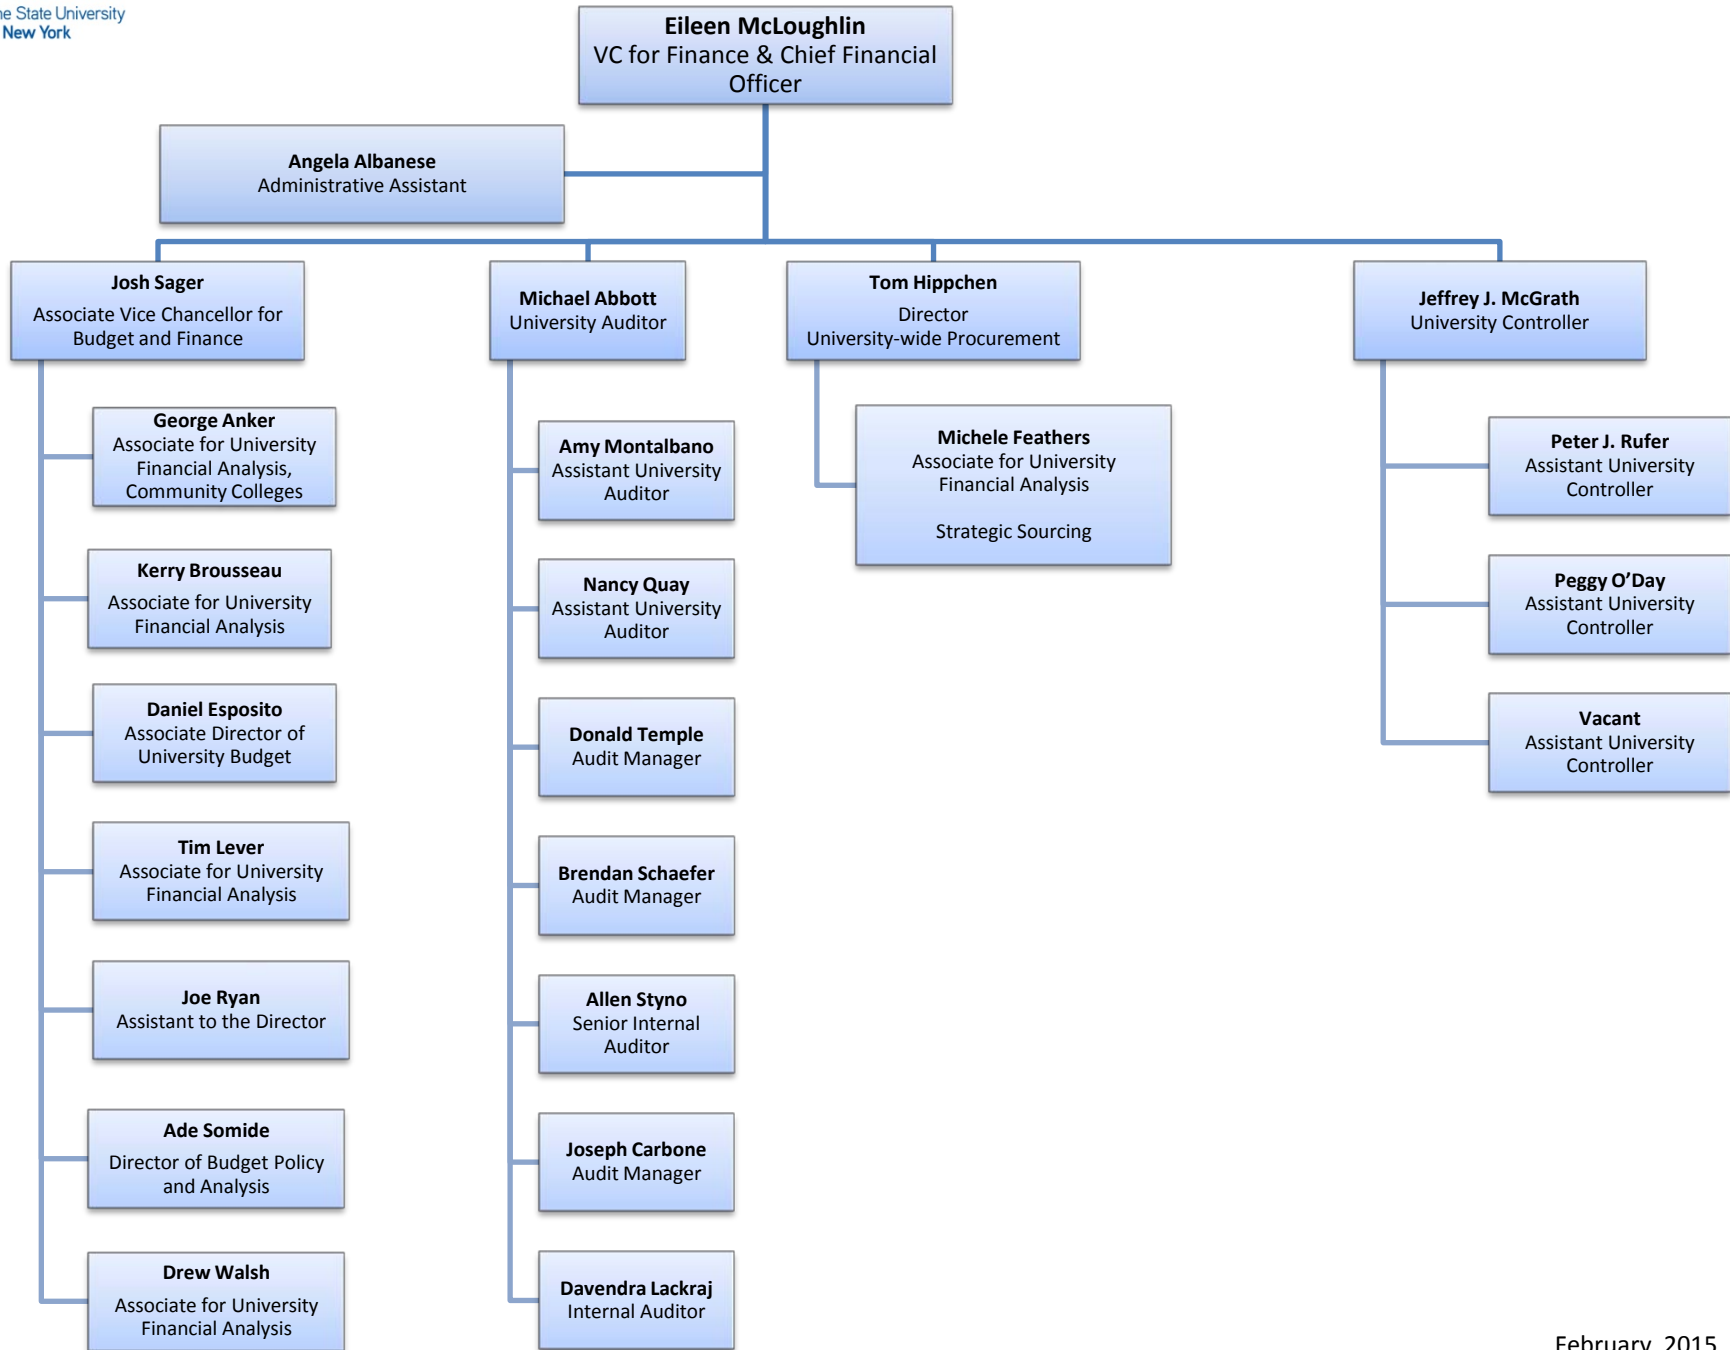 The State University
New York
Eileen McLoughlin
VC for Finance & Chief Financial
Officer
Angela Albanese
Administrative Assistant
Josh Sager
Associate Vice Chancellor for
Budget and Finance
George Anker
Associate for University
Financial Analysis,
Community Colleges
Kerry Brousseau
Associate for University
Financial Analysis
Daniel Esposito
Associate Director of
University Budget
Tim Lever
Associate for University
Financial Analysis
Joe Ryan
Assistant to the Director
Ade Somide
Director of Budget Policy
and Analysis
Drew Walsh
Associate for University
Financial Analysis
Michael Abbott
University Auditor
Amy Montalbano
Assistant University
Auditor
Nancy Quay
Assistant University
Auditor
Donald Temple
Audit Manager
Brendan Schaefer
Audit Manager
Allen Styno
Senior Internal
Auditor
Joseph Carbone
Audit Manager
Davendra Lackraj
Internal Auditor
Tom Hippchen
Director
University-wide Procurement
Michele Feathers
Associate for University
Financial Analysis
Strategic Sourcing
Jeffrey J. McGrath
University Controller
Peter J. Rufer
Assistant University
Controller
Peggy O’Day
Assistant University
Controller
Vacant
Assistant University
Controller
February, 2015